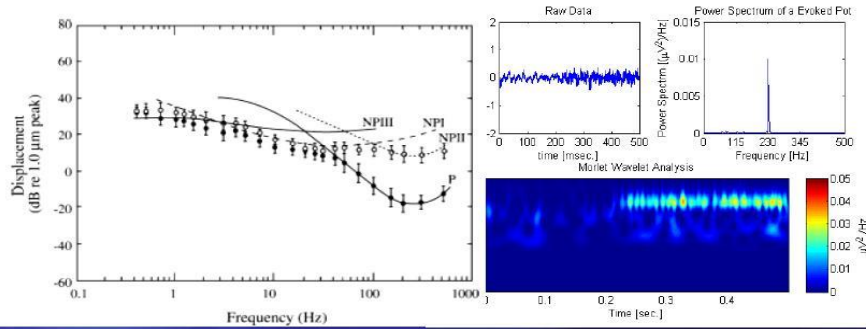 80
60
40
20
0
-20
-40
-60
0.1
1
10
100
1000
Displacement
(dB re 1.0 µm peak)
Frequency (Hz)
NPIII
NPI
NPII
P
Raw Data
2
1
0
-1
-2
0
100
200
300
400
500
time [msec.]
Power Spectrum of a Evoked Pot
0.015
0.01
0.005
0
0
115
230
345
500
Power Spectrm [(µV²)/Hz]
Frequency [Hz]
Morlet Wavelet Analysis
0
0.1
0.2
0.3
0.4
Time [sec.]
0.05
0.04
0.03
0.02
0.01
0
µV²/Hz